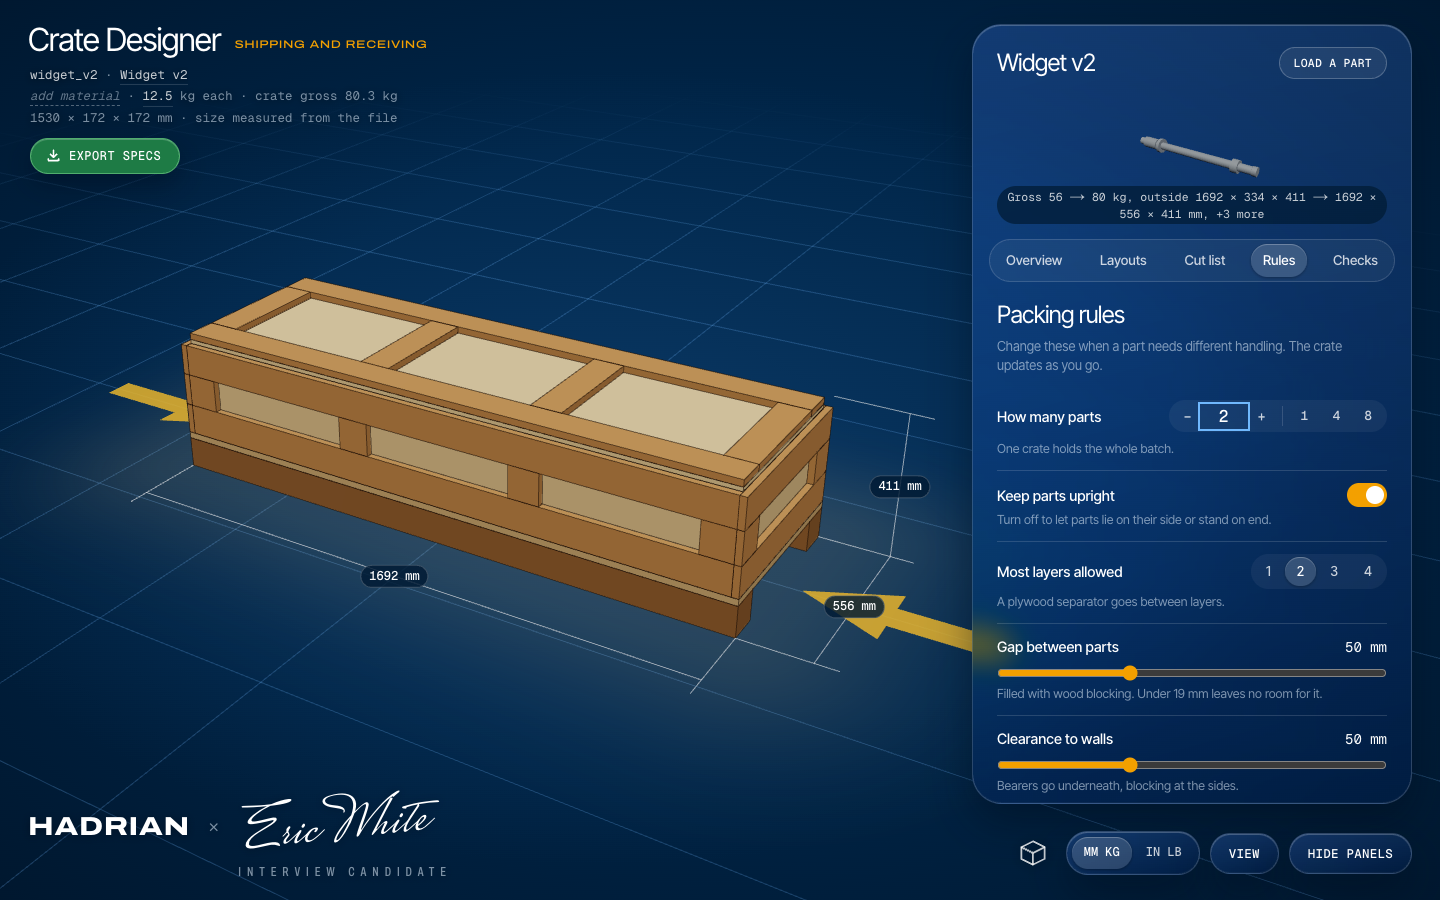 Crate Designer SHIPPING AND RECEIVING
widget_v2 · Widget v2
add material · 12.5 kg each · crate gross 80.3 kg
1530 × 172 × 172 mm · size measured from the file
EXPORT SPECS
411 mm
1692 mm
556 mm
HADRIAN × Eric White
INTERVIEW CANDIDATE
Widget v2 LOAD A PART
Gross 56 → 80 kg, outside 1692 × 334 × 411 → 1692 ×
556 × 411 mm, +3 more
Overview Layouts Cut list Rules Checks
Packing rules
Change these when a part needs different handling. The crate
updates as you go.
How many parts − 2 + 1 4 8
One crate holds the whole batch.
Keep parts upright
Turn off to let parts lie on their side or stand on end.
Most layers allowed 1 2 3 4
A plywood separator goes between layers.
Gap between parts 50 mm
Filled with wood blocking. Under 19 mm leaves no room for it.
Clearance to walls 50 mm
Bearers go underneath, blocking at the sides.
MM KG IN LB VIEW HIDE PANELS